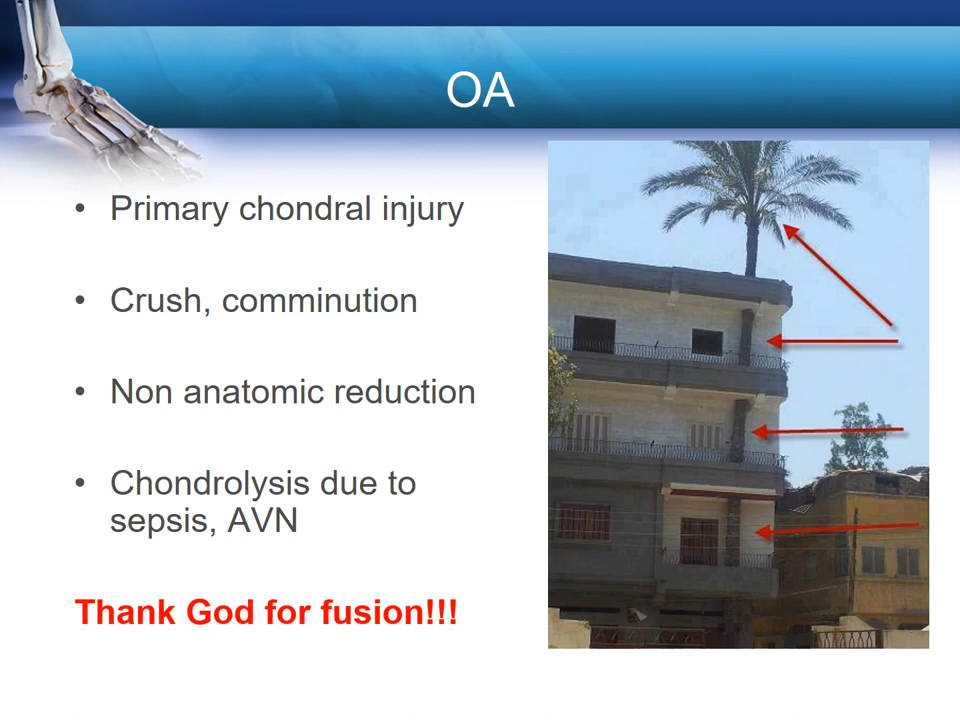 OA
• Primary chondral injury
• Crush, comminution
• Non anatomic reduction
• Chondrolysis due to
sepsis, AVN
Thank God for fusion!!!